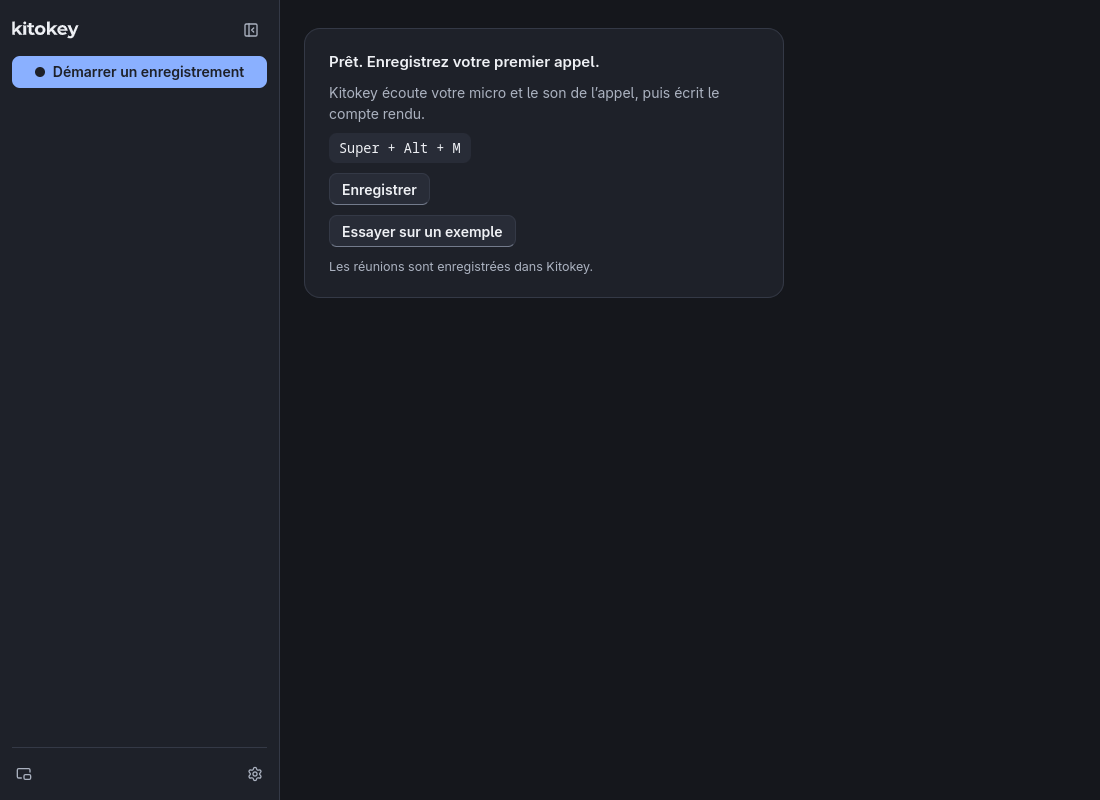 kitokey
Démarrer un enregistrement
Prêt. Enregistrez votre premier appel.
Kitokey écoute votre micro et le son de l’appel, puis écrit le
compte rendu.
Super + Alt + M
Enregistrer
Essayer sur un exemple
Les réunions sont enregistrées dans Kitokey.